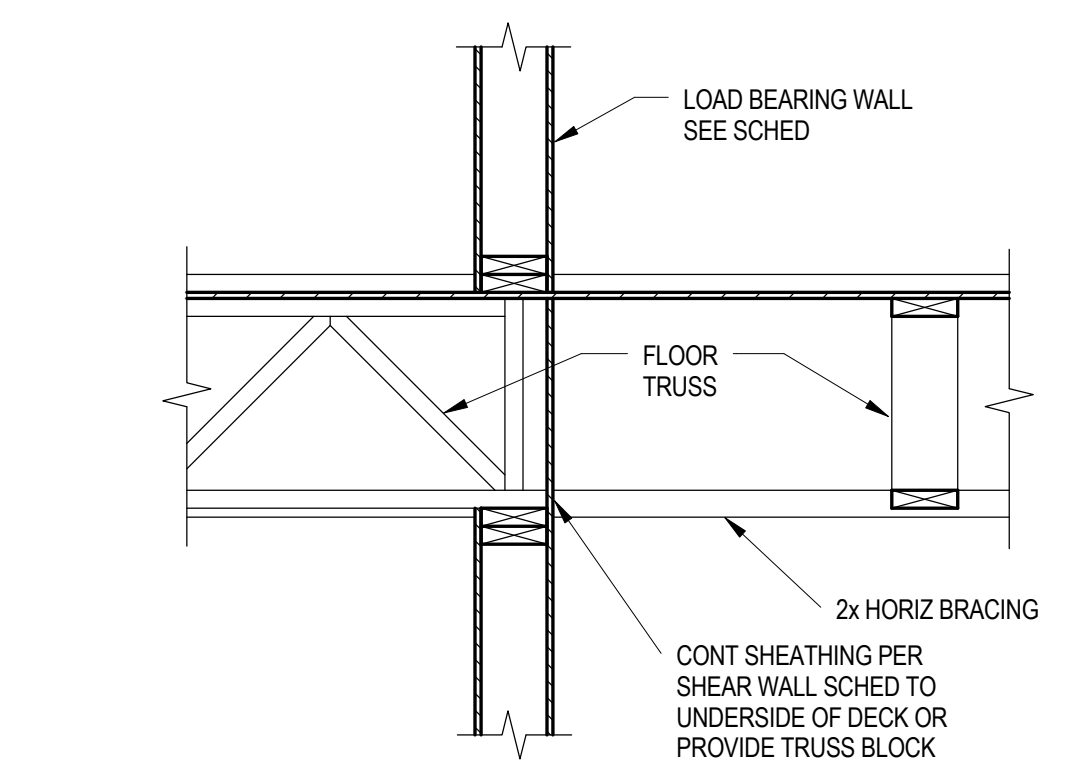 LOAD BEARING WALL
SEE SCHED
FLOOR
TRUSS
2x HORIZ BRACING
CONT SHEATHING PER
SHEAR WALL SCHED TO
UNDERSIDE OF DECK OR
PROVIDE TRUSS BLOCK